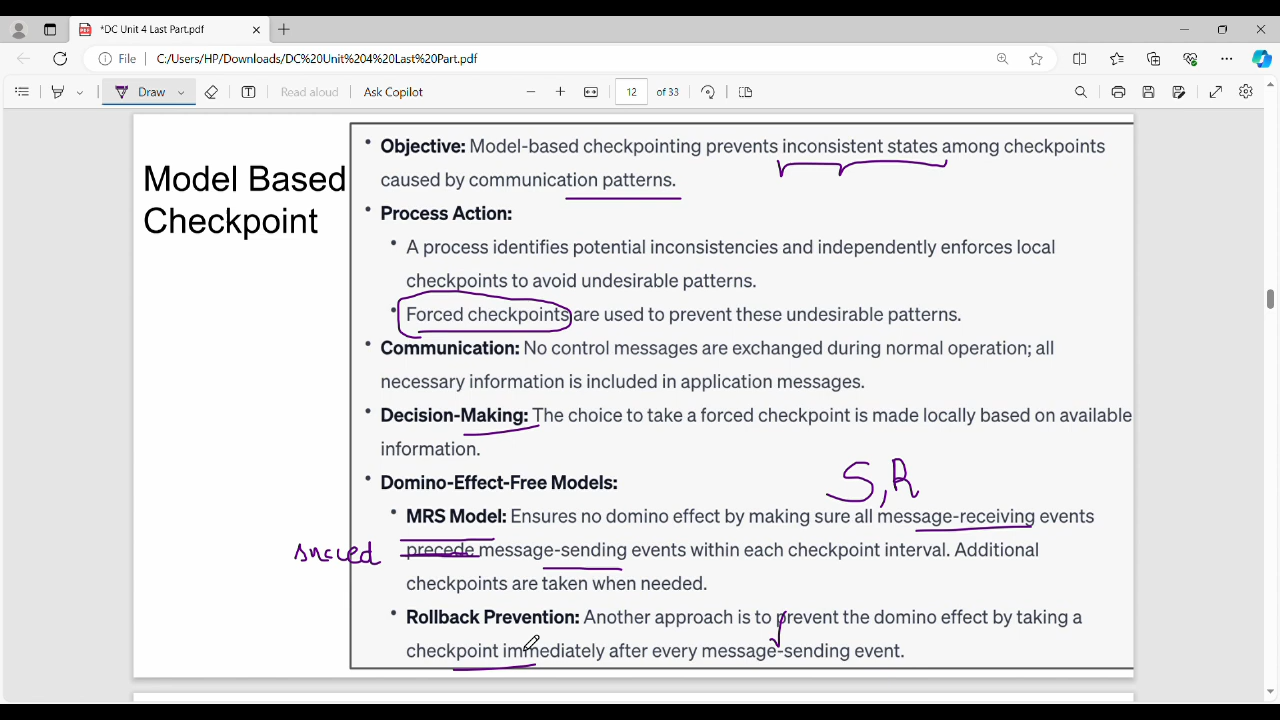 *DC Unit 4 Last Part.pdf
File C:/Users/HP/Downloads/DC%20Unit%204%20Last%20Part.pdf
Draw Read aloud Ask Copilot 12 of 33
Model Based
Checkpoint
• Objective: Model-based checkpointing prevents inconsistent states among checkpoints
caused by communication patterns.
• Process Action:
• A process identifies potential inconsistencies and independently enforces local
checkpoints to avoid undesirable patterns.
• Forced checkpoints are used to prevent these undesirable patterns.
• Communication: No control messages are exchanged during normal operation; all
necessary information is included in application messages.
• Decision-Making: The choice to take a forced checkpoint is made locally based on available
information.
• Domino-Effect-Free Models:
S, R
• MRS Model: Ensures no domino effect by making sure all message-receiving events
precede message-sending events within each checkpoint interval. Additional
checkpoints are taken when needed.
• Rollback Prevention: Another approach is to prevent the domino effect by taking a
checkpoint immediately after every message-sending event.